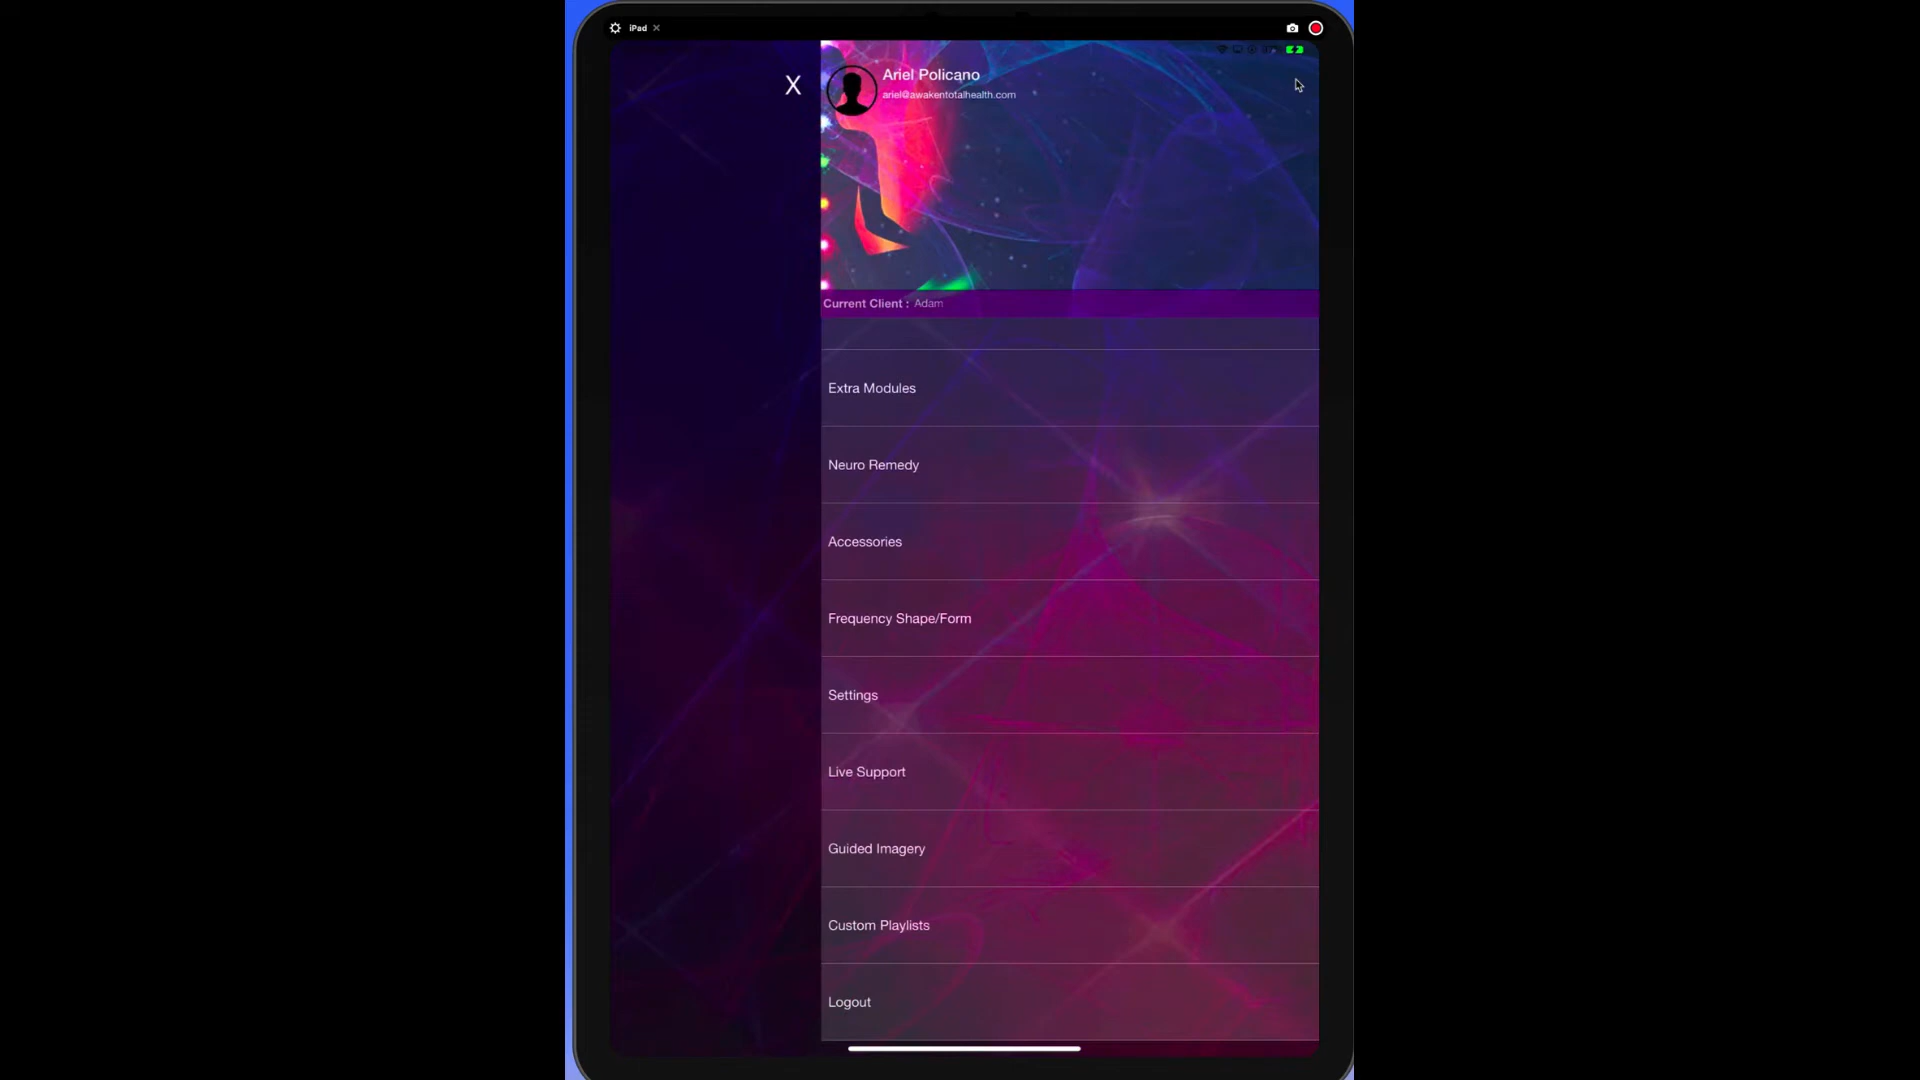 iPad
X
Ariel Policano
ariel@awakentotalhealth.com
Current Client : Adam
Extra Modules
Neuro Remedy
Accessories
Frequency Shape/Form
Settings
Live Support
Guided Imagery
Custom Playlists
Logout